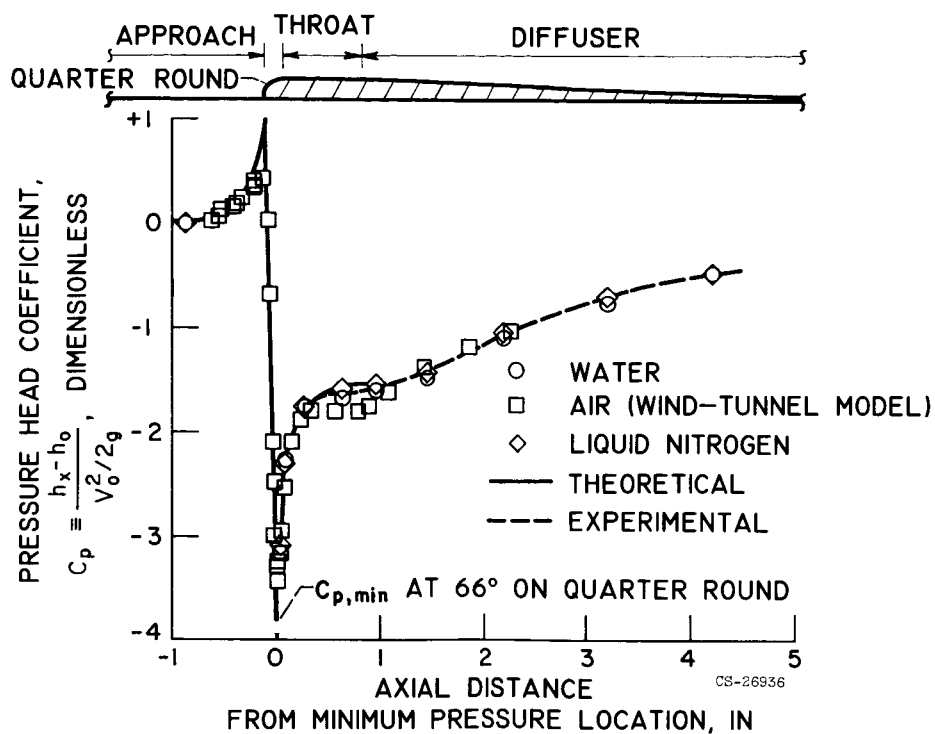 THROAT
APPROACH
DIFFUSER
QUARTER ROUND
+1
0
-1
-2
-3
-4
PRESSURE HEAD COEFFICIENT,
C_p ≡ (h_x - h_o) / (V_o^2/2g), DIMENSIONLESS
WATER
AIR (WIND-TUNNEL MODEL)
LIQUID NITROGEN
THEORETICAL
EXPERIMENTAL
C_p,min AT 66° ON QUARTER ROUND
-1 0 1 2 3 4 5
CS-26936
AXIAL DISTANCE
FROM MINIMUM PRESSURE LOCATION, IN